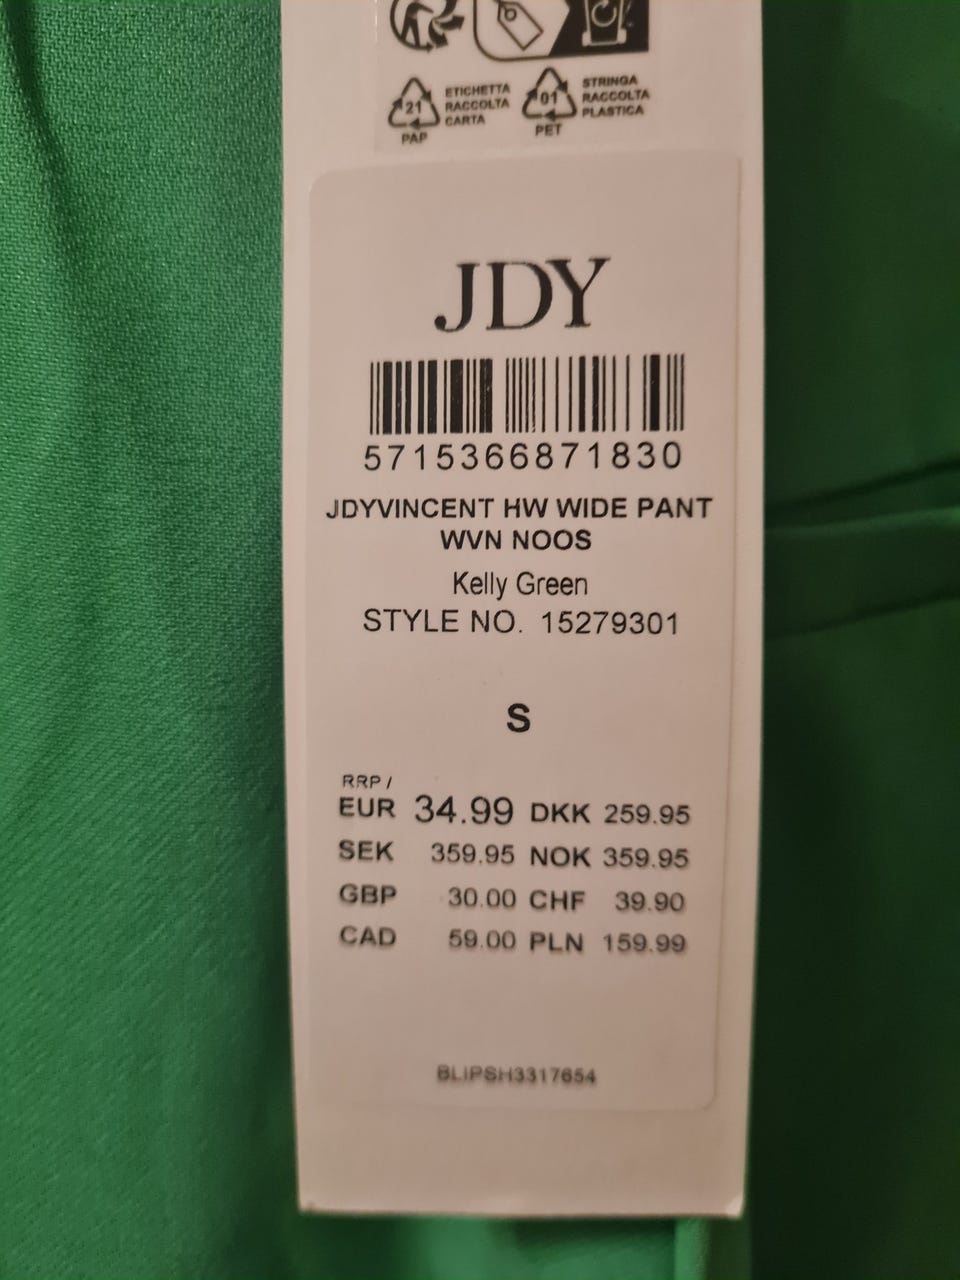 21
PAP
ETICHETTA
RACCOLTA
CARTA
01
PET
STRINGA
RACCOLTA
PLASTICA
JDY
5715366871830
JDYVINCENT HW WIDE PANT
WVN NOOS
Kelly Green
STYLE NO. 15279301
S
RRP /
EUR 34.99 DKK 259.95
SEK 359.95 NOK 359.95
GBP 30.00 CHF 39.90
CAD 59.00 PLN 159.99
BLIPSH3317654